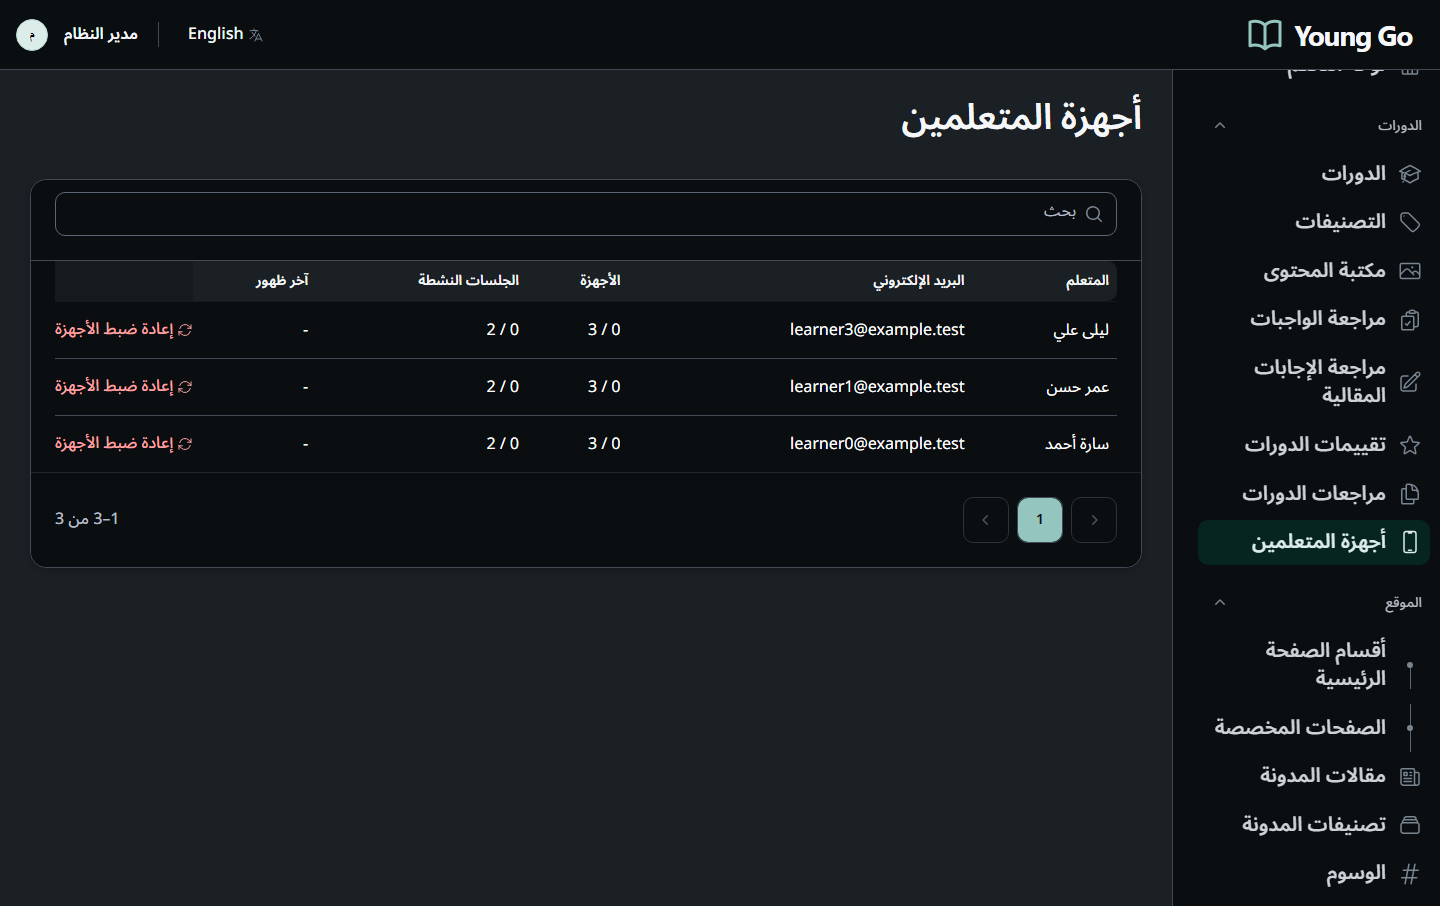 Young Go
English
مدير النظام
م
الدورات
الدورات
التصنيفات
مكتبة المحتوى
مراجعة الواجبات
مراجعة الإجابات
المقالية
تقييمات الدورات
مراجعات الدورات
أجهزة المتعلمين
الموقع
أقسام الصفحة
الرئيسية
الصفحات المخصصة
مقالات المدونة
تصنيفات المدونة
الوسوم
أجهزة المتعلمين
بحث
المتعلم البريد الإلكتروني الأجهزة الجلسات النشطة آخر ظهور
ليلى علي learner3@example.test 3 / 0 2 / 0 - إعادة ضبط الأجهزة
عمر حسن learner1@example.test 3 / 0 2 / 0 - إعادة ضبط الأجهزة
سارة أحمد learner0@example.test 3 / 0 2 / 0 - إعادة ضبط الأجهزة
1
1–3 من 3